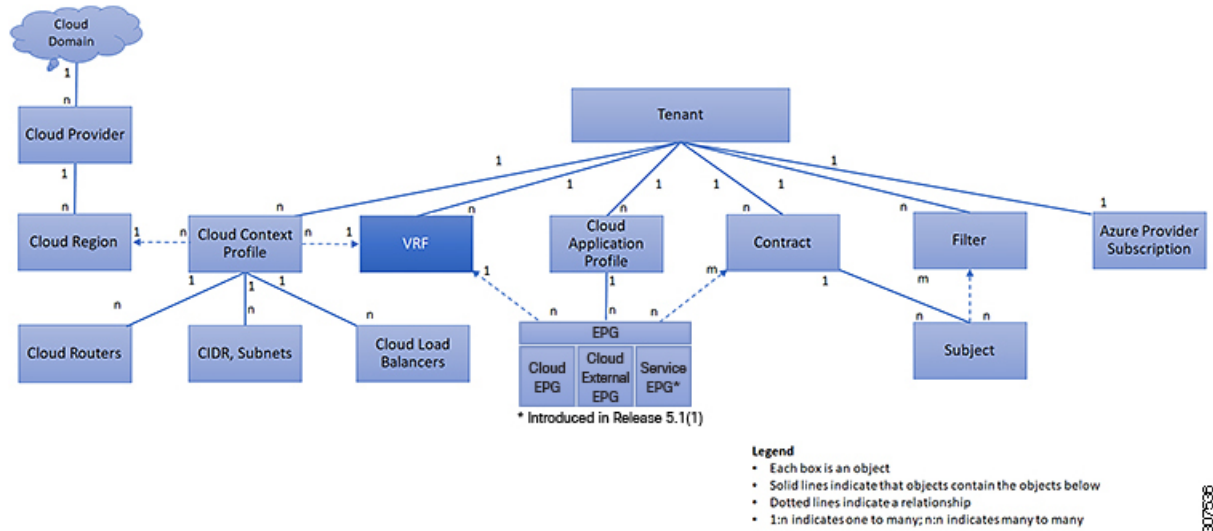 Cloud
Domain
1
n
Cloud Provider
Tenant
1
n
1
1
1
1
1
1
1
n
n
n
n
n
1
Cloud Region
1
n
Cloud Context
Profile
n
1
VRF
Cloud
Application
Profile
Contract
Filter
Azure Provider
Subscription
1
1
1
1
1
m
1
m
n
n
n
n
n
n
n
n
Cloud Routers
CIDR, Subnets
Cloud Load
Balancers
EPG
Cloud
EPG
Cloud
External
EPG
Service
EPG*
Subject
* Introduced in Release 5.1(1)
Legend
• Each box is an object
• Solid lines indicate that objects contain the objects below
• Dotted lines indicate a relationship
• 1:n indicates one to many; n:n indicates many to many
307536